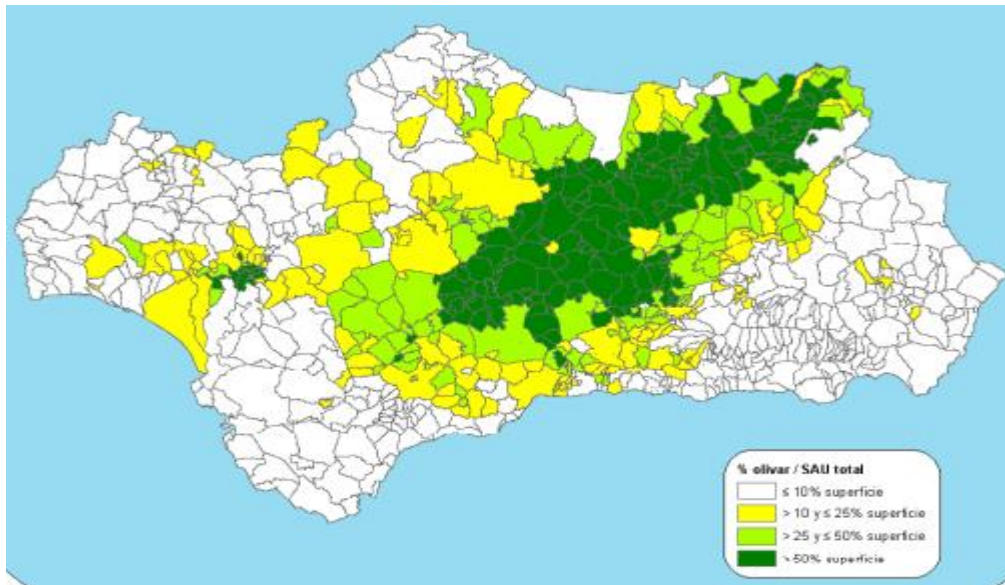 % olivar / SAU total
≤ 10% superficie
> 10 y ≤ 25% superficie
> 25 y ≤ 50% superficie
> 50% superficie